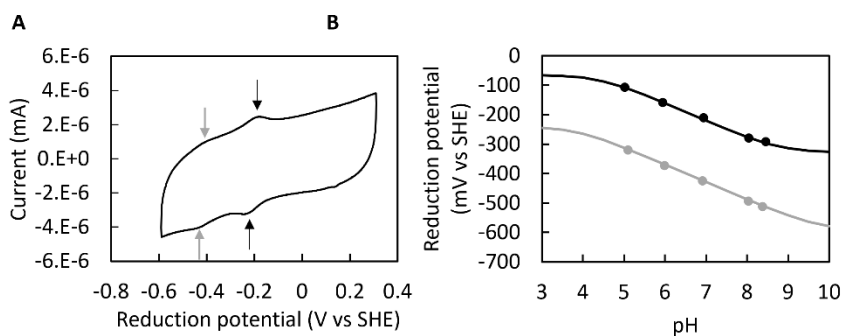 A
B
6.E-6
4.E-6
2.E-6
0.E+0
-2.E-6
-4.E-6
-6.E-6
Current (mA)
-0.8 -0.6 -0.4 -0.2 0 0.2 0.4
Reduction potential (V vs SHE)
0
-100
-200
-300
-400
-500
-600
-700
Reduction potential
(mV vs SHE)
3 4 5 6 7 8 9 10
pH